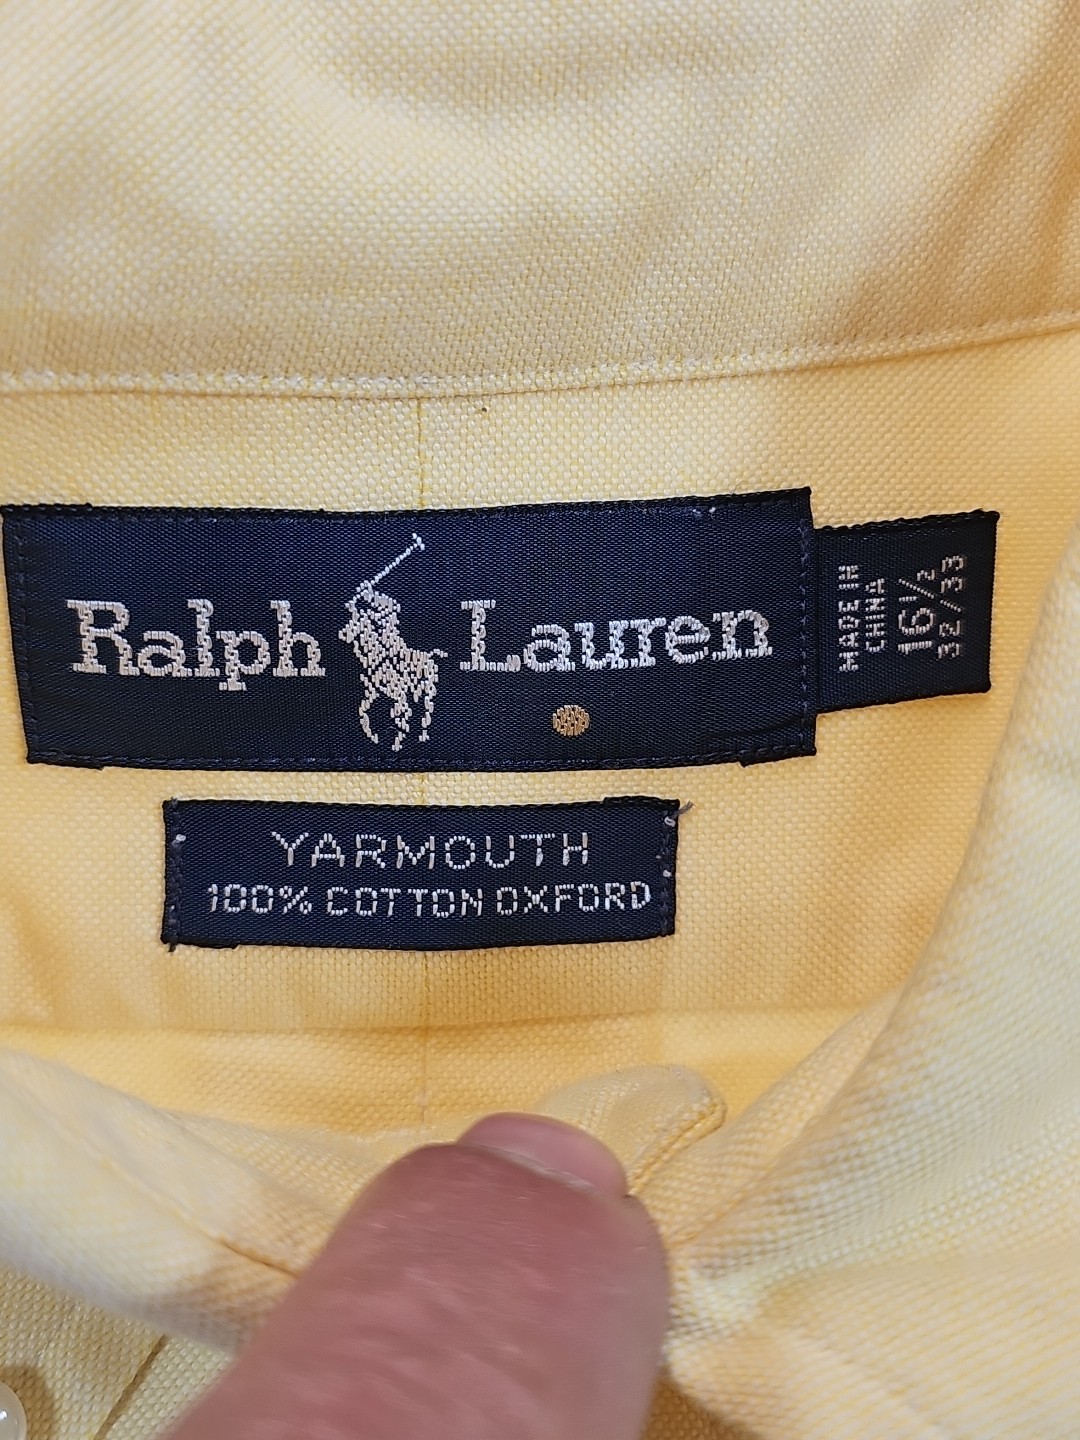 Ralph Lauren
MADE IN
CHINA
16½
32/33
YARMOUTH
100% COTTON OXFORD